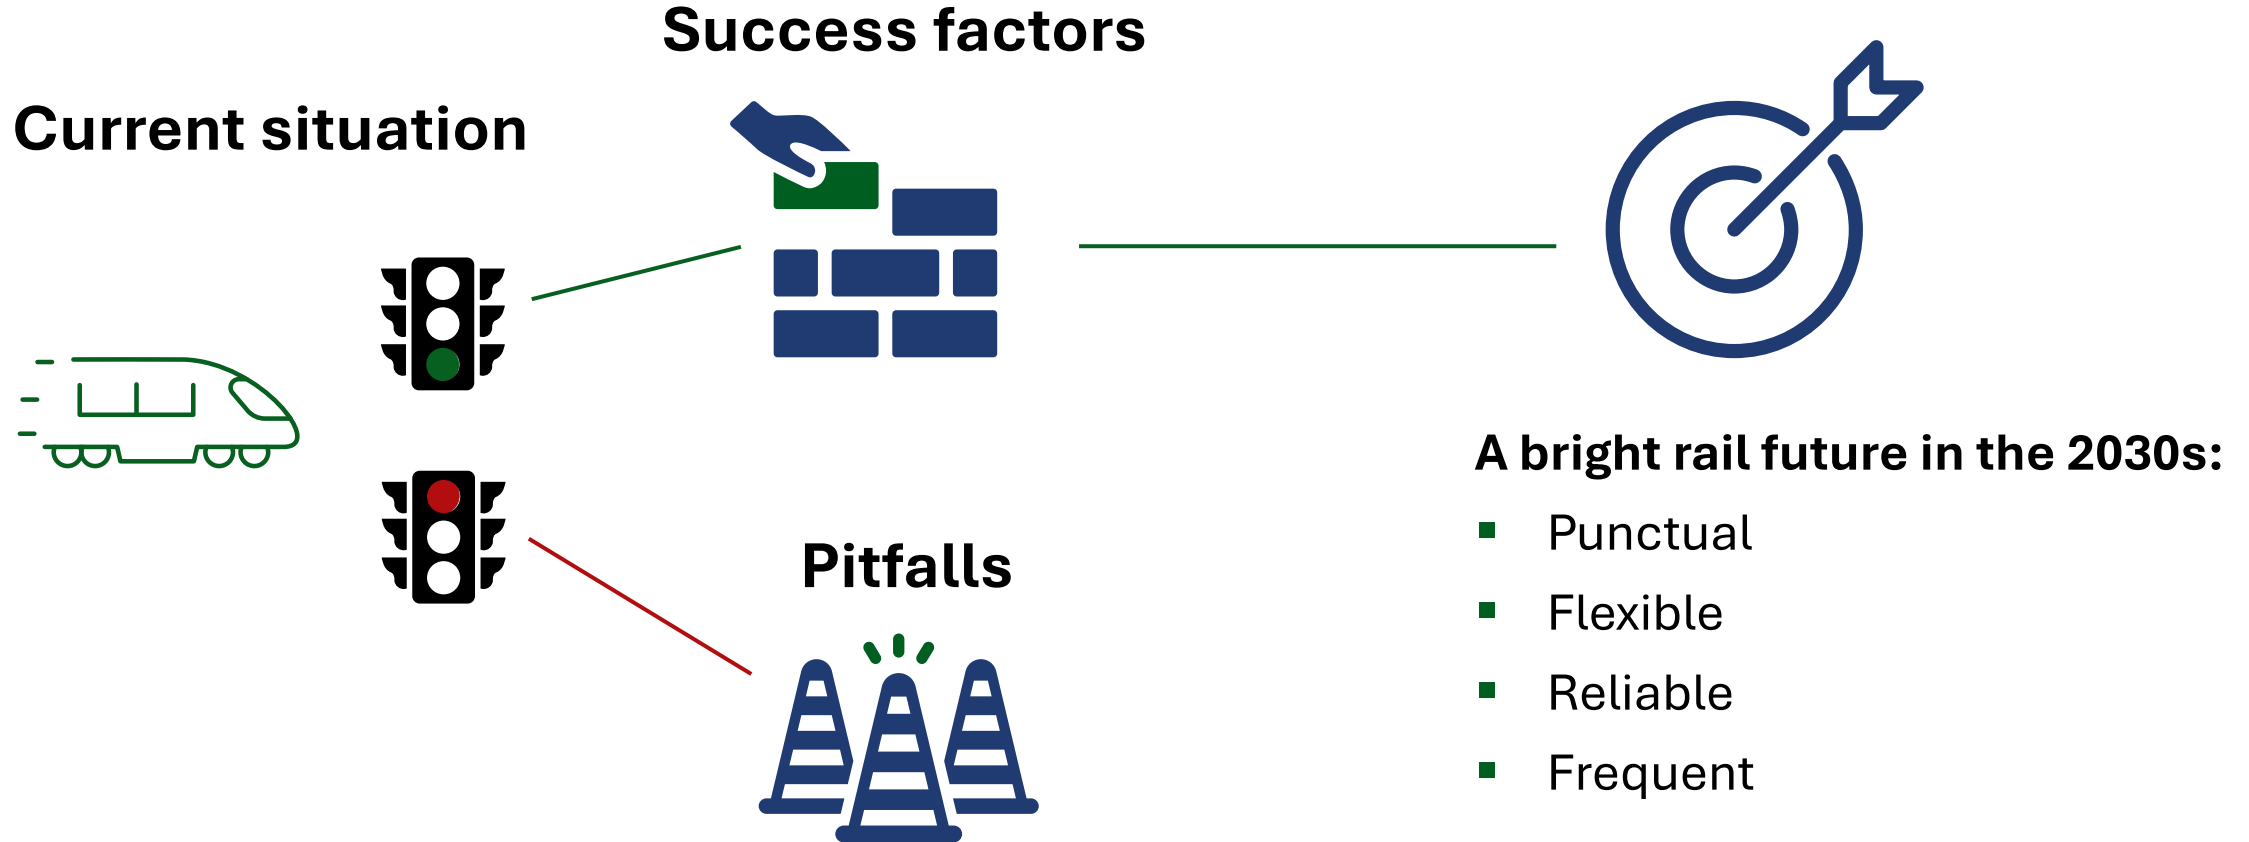 Success factors
Current situation
Pitfalls
A bright rail future in the 2030s:
Punctual
Flexible
Reliable
Frequent